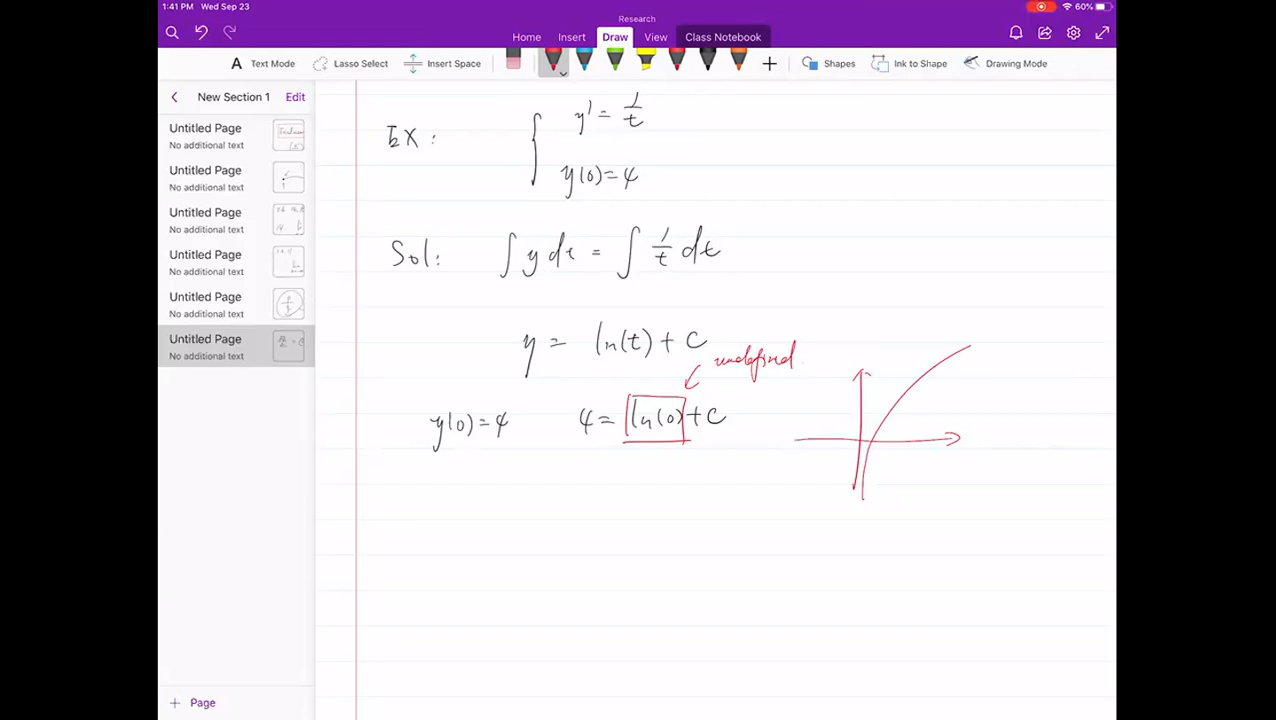 1:41 PM Wed Sep 23
60%
Research
Home Insert Draw View Class Notebook
Text Mode Lasso Select Insert Space Shapes Ink to Shape Drawing Mode
New Section 1 Edit
Untitled Page
No additional text
Untitled Page
No additional text
Untitled Page
No additional text
Untitled Page
No additional text
Untitled Page
No additional text
Untitled Page
No additional text
Page
EX: { y' = 1/t
y(0)=4
Sol: ∫ y dt = ∫ 1/t dt
y = ln(t) + C
undefined
y(0)=4 4 = ln(0) + C